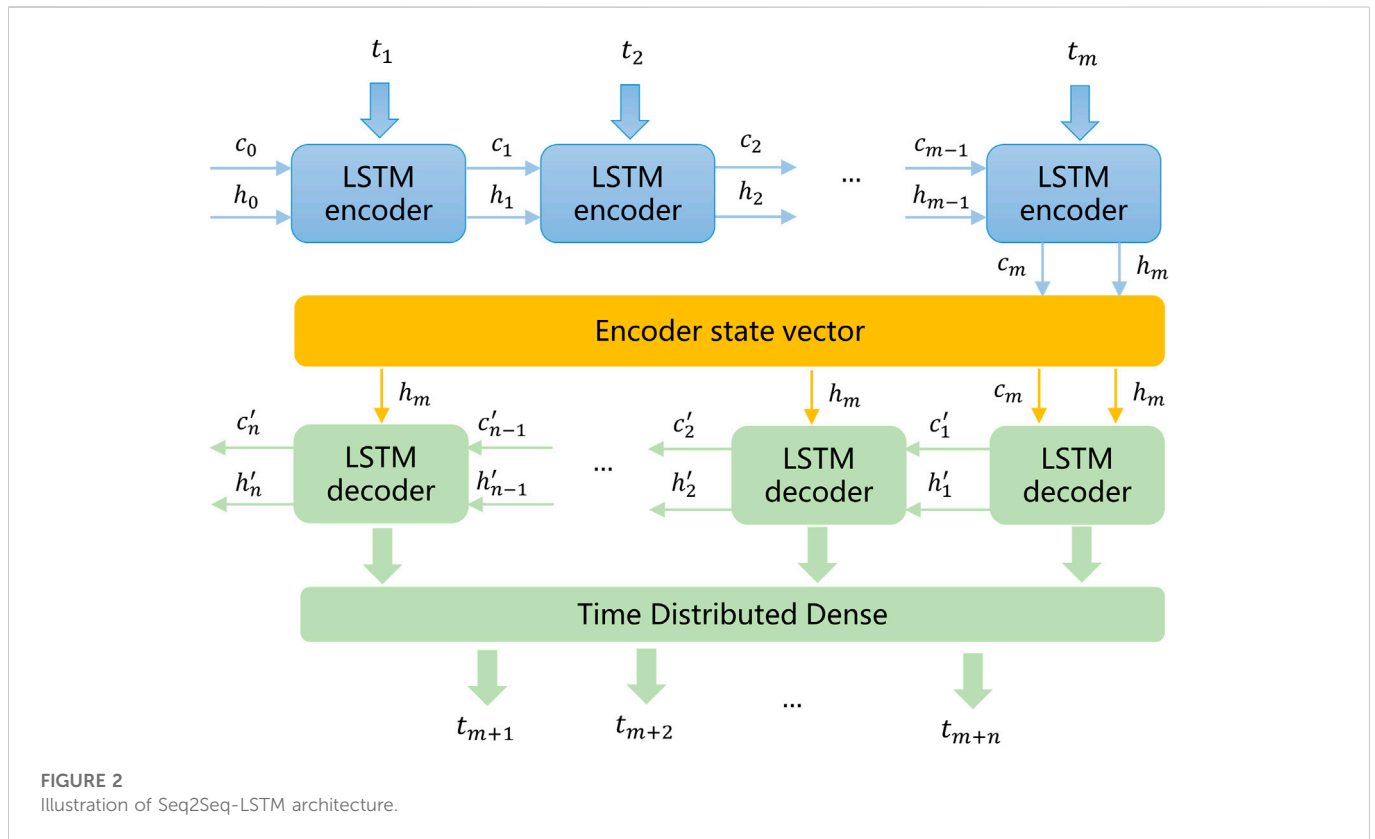 t₁ t₂ tₘ
c₀ c₁ c₂ cₘ₋₁
LSTM encoder LSTM encoder ... LSTM encoder
h₀ h₁ h₂ hₘ₋₁
cₘ hₘ
Encoder state vector
hₘ hₘ cₘ hₘ
c′ₙ c′ₙ₋₁ c′₂ c′₁
LSTM decoder ... LSTM decoder LSTM decoder
h′ₙ h′ₙ₋₁ h′₂ h′₁
Time Distributed Dense
...
tₘ₊₁ tₘ₊₂ tₘ₊ₙ
FIGURE 2
Illustration of Seq2Seq-LSTM architecture.